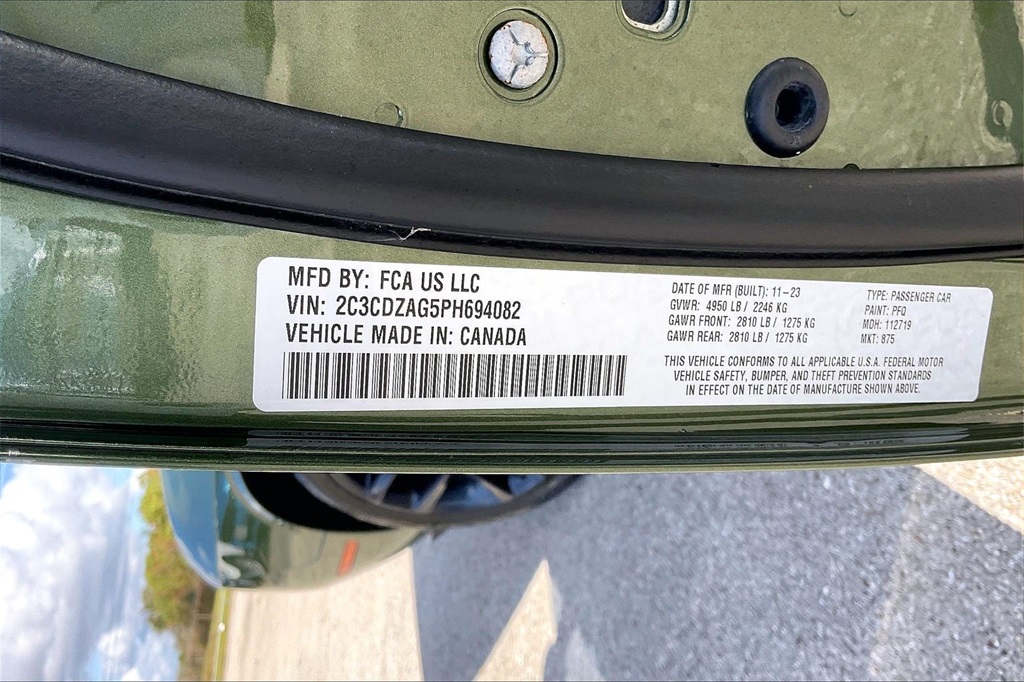 MFD BY: FCA US LLC
VIN: 2C3CDZAG5PH694082
VEHICLE MADE IN: CANADA
DATE OF MFR (BUILT): 11-23
GVWR: 4950 LB / 2246 KG
GAWR FRONT: 2810 LB / 1275 KG
GAWR REAR: 2810 LB / 1275 KG
TYPE: PASSENGER CAR
PAINT: PFQ
MDH: 112719
MKT: 875
THIS VEHICLE CONFORMS TO ALL APPLICABLE U.S.A. FEDERAL MOTOR
VEHICLE SAFETY, BUMPER, AND THEFT PREVENTION STANDARDS
IN EFFECT ON THE DATE OF MANUFACTURE SHOWN ABOVE.